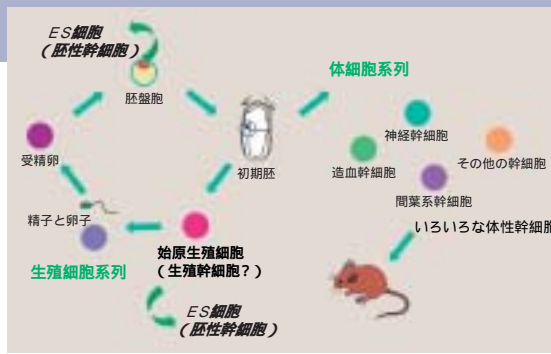 ES細胞
(胚性幹細胞)
胚盤胞
体細胞系列
神経幹細胞
その他の幹細胞
造血幹細胞
間葉系幹細胞
いろいろな体性幹細胞
受精卵
初期胚
精子と卵子
始原生殖細胞
(生殖幹細胞?)
生殖細胞系列
ES細胞
(胚性幹細胞)